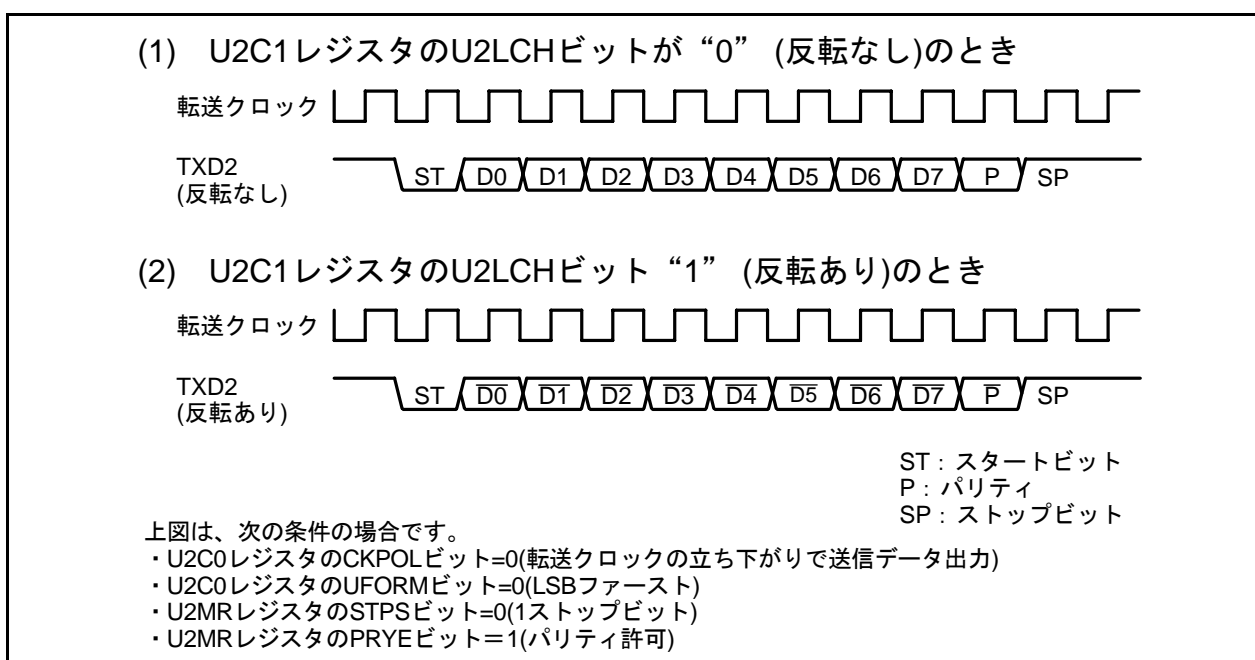 (1) U2C1レジスタのU2LCHビットが“0” (反転なし)のとき
転送クロック
TXD2
(反転なし)
ST D0 D1 D2 D3 D4 D5 D6 D7 P SP
(2) U2C1レジスタのU2LCHビット“1” (反転あり)のとき
転送クロック
TXD2
(反転あり)
ST D̅0̅ D̅1̅ D̅2̅ D̅3̅ D̅4̅ D̅5̅ D̅6̅ D̅7̅ P̅ SP
ST：スタートビット
P：パリティ
SP：ストップビット
上図は、次の条件の場合です。
・U2C0レジスタのCKPOLビット=0(転送クロックの立ち下がりで送信データ出力)
・U2C0レジスタのUFORMビット=0(LSBファースト)
・U2MRレジスタのSTPSビット=0(1ストップビット)
・U2MRレジスタのPRYEビット＝1(パリティ許可)